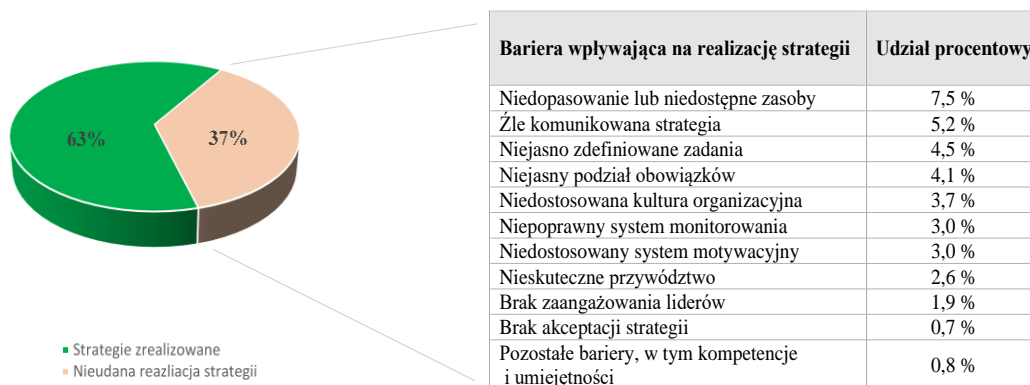 63%
37%
Strategie zrealizowane
Nieudana reazliacja strategii
Bariera wpływająca na realizację strategii Udział procentowy
Niedopasowanie lub niedostępne zasoby 7,5 %
Źle komunikowana strategia 5,2 %
Niejasno zdefiniowane zadania 4,5 %
Niejasny podział obowiązków 4,1 %
Niedostosowana kultura organizacyjna 3,7 %
Niepoprawny system monitorowania 3,0 %
Niedostosowany system motywacyjny 3,0 %
Nieskuteczne przywództwo 2,6 %
Brak zaangażowania liderów 1,9 %
Brak akceptacji strategii 0,7 %
Pozostałe bariery, w tym kompetencje
i umiejętności 0,8 %